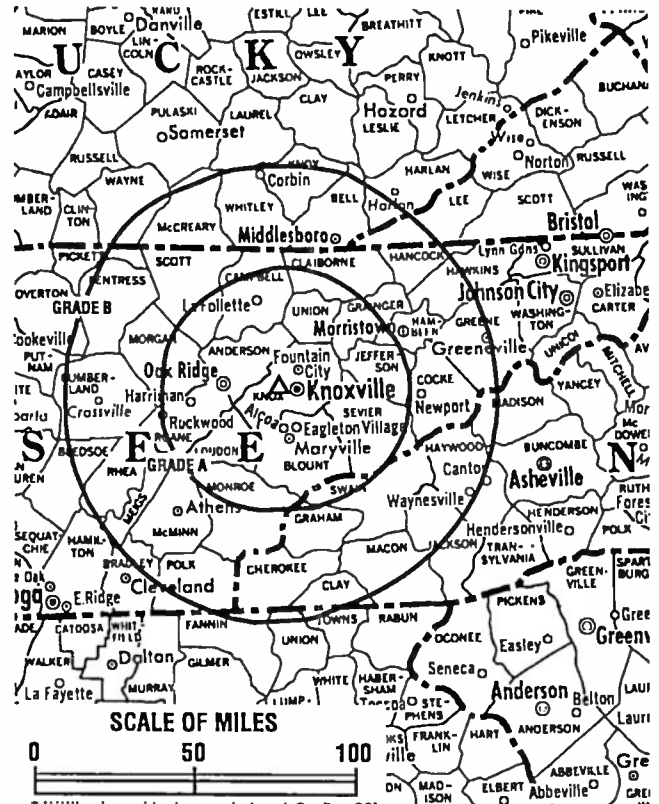 MARION
BOYLE
Danville
ESTILL
LEE
BREATHITT
Pikeville
U
C
K
Y
LIN-
COLN
OWSLEY
KNOTT
CASEY
Campbellsville
ROCK-
CASTLE
JACKSON
PERRY
BUCHAN
ADAIR
PULASKI
LAUREL
CLAY
Hazard
LESLIE
Jenkins
LETCHER
DICK-
ENSON
Somerset
Wise
RUSSELL
Norton
RUSSELL
WAYNE
KNOX
Corbin
HARLAN
WISE
CLIN-
TON
WHITLEY
BELL
Harlan
LEE
SCOTT
McCREARY
Middlesboro
Bristol
PICKETT
SCOTT
CLAIBORNE
HANCOCK
Lynn Gdns
SULLIVAN
Kingsport
FENTRESS
CAMPBELL
HAWKINS
OVERTON
GRADE B
LaFollette
UNION
GRAINGER
Johnson City
CARTER
MORGAN
Morristown
HAM-
BLEN
GREENE
WASHING-
TON
Greeneville
UNICOI
PUT-
NAM
ANDERSON
Fountain
City
JEFFER-
SON
MITCHELL
Oak Ridge
CUMBER-
LAND
Crossville
Harriman
KNOX
Knoxville
COCKE
Newport
MADISON
YANCEY
Rockwood
ROANE
Alcoa
SEVIER
Eagleton Village
S
E
E
N
BLEDSOE
RHEA
GRADE A
LOUDON
Maryville
BLOUNT
HAYWOOD
BUNCOMBE
Canto
Asheville
MEIGS
MONROE
SWAIN
Waynesville
Athens
GRAHAM
HENDERSON
Hendersonville
POLK
SEQUAT-
CHIE
HAMIL-
TON
McMINN
MACON
JACKSON
TRAN-
SYLVANIA
BRADLEY
POLK
CHEROKEE
GREEN-
VILLE
Cleveland
CLAY
E.Ridge
PICKENS
CATOOSA
WHIT-
FIELD
FANNIN
TOWNS
RABUN
UNION
OCONEE
Easley
Greenv
WALKER
Dalton
GILMER
Seneca
La Fayette
MURRAY
WHITE
HABER-
SHAM
Anderson
Belton
STE-
PHENS
ANDERSON
SCALE OF MILES
FRANK-
LIN
HART
0
50
100
MAD-
ISON
ELBERT
ABBEVILLE
Abbeville